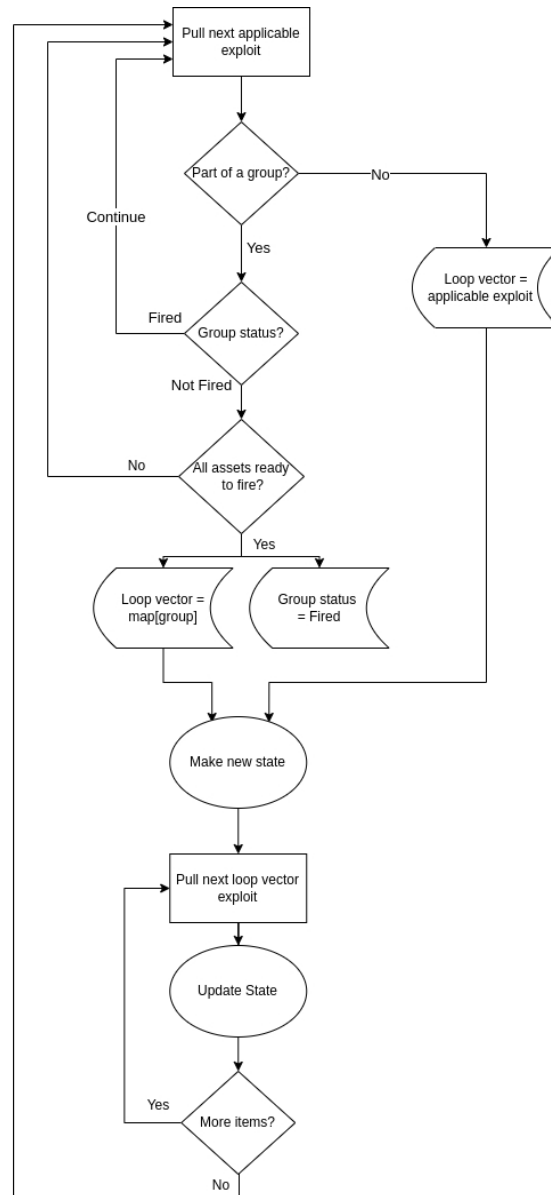 Pull next applicable
exploit
Part of a group?
No
Continue
Yes
Loop vector =
applicable exploit
Fired
Group status?
Not Fired
No
All assets ready
to fire?
Yes
Loop vector =
map[group]
Group status
= Fired
Make new state
Pull next loop vector
exploit
Update State
Yes
More items?
No